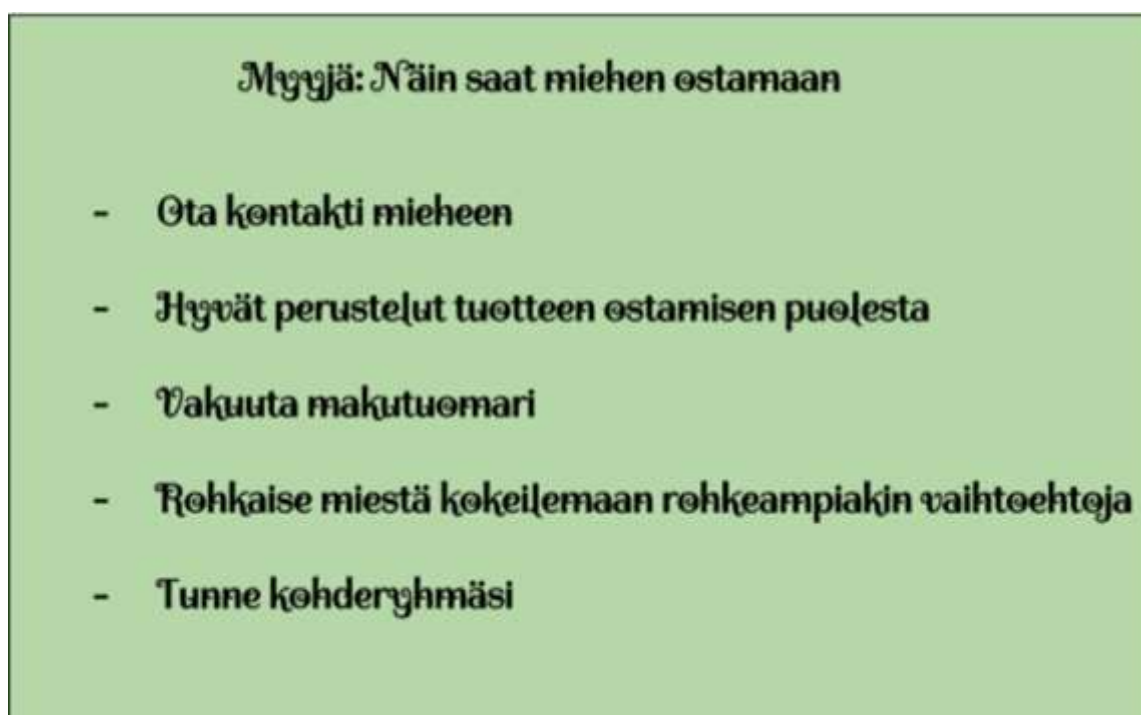 Myyjä: Näin saat miehen ostamaan
- Ota kontakti mieheen
- Hyvät perustelut tuotteen ostamisen puolesta
- Vakuuta makutuomari
- Rohkaise miestä kokeilemaan rohkeampiakin vaihtoehtoja
- Tunne kohderyhmäsi